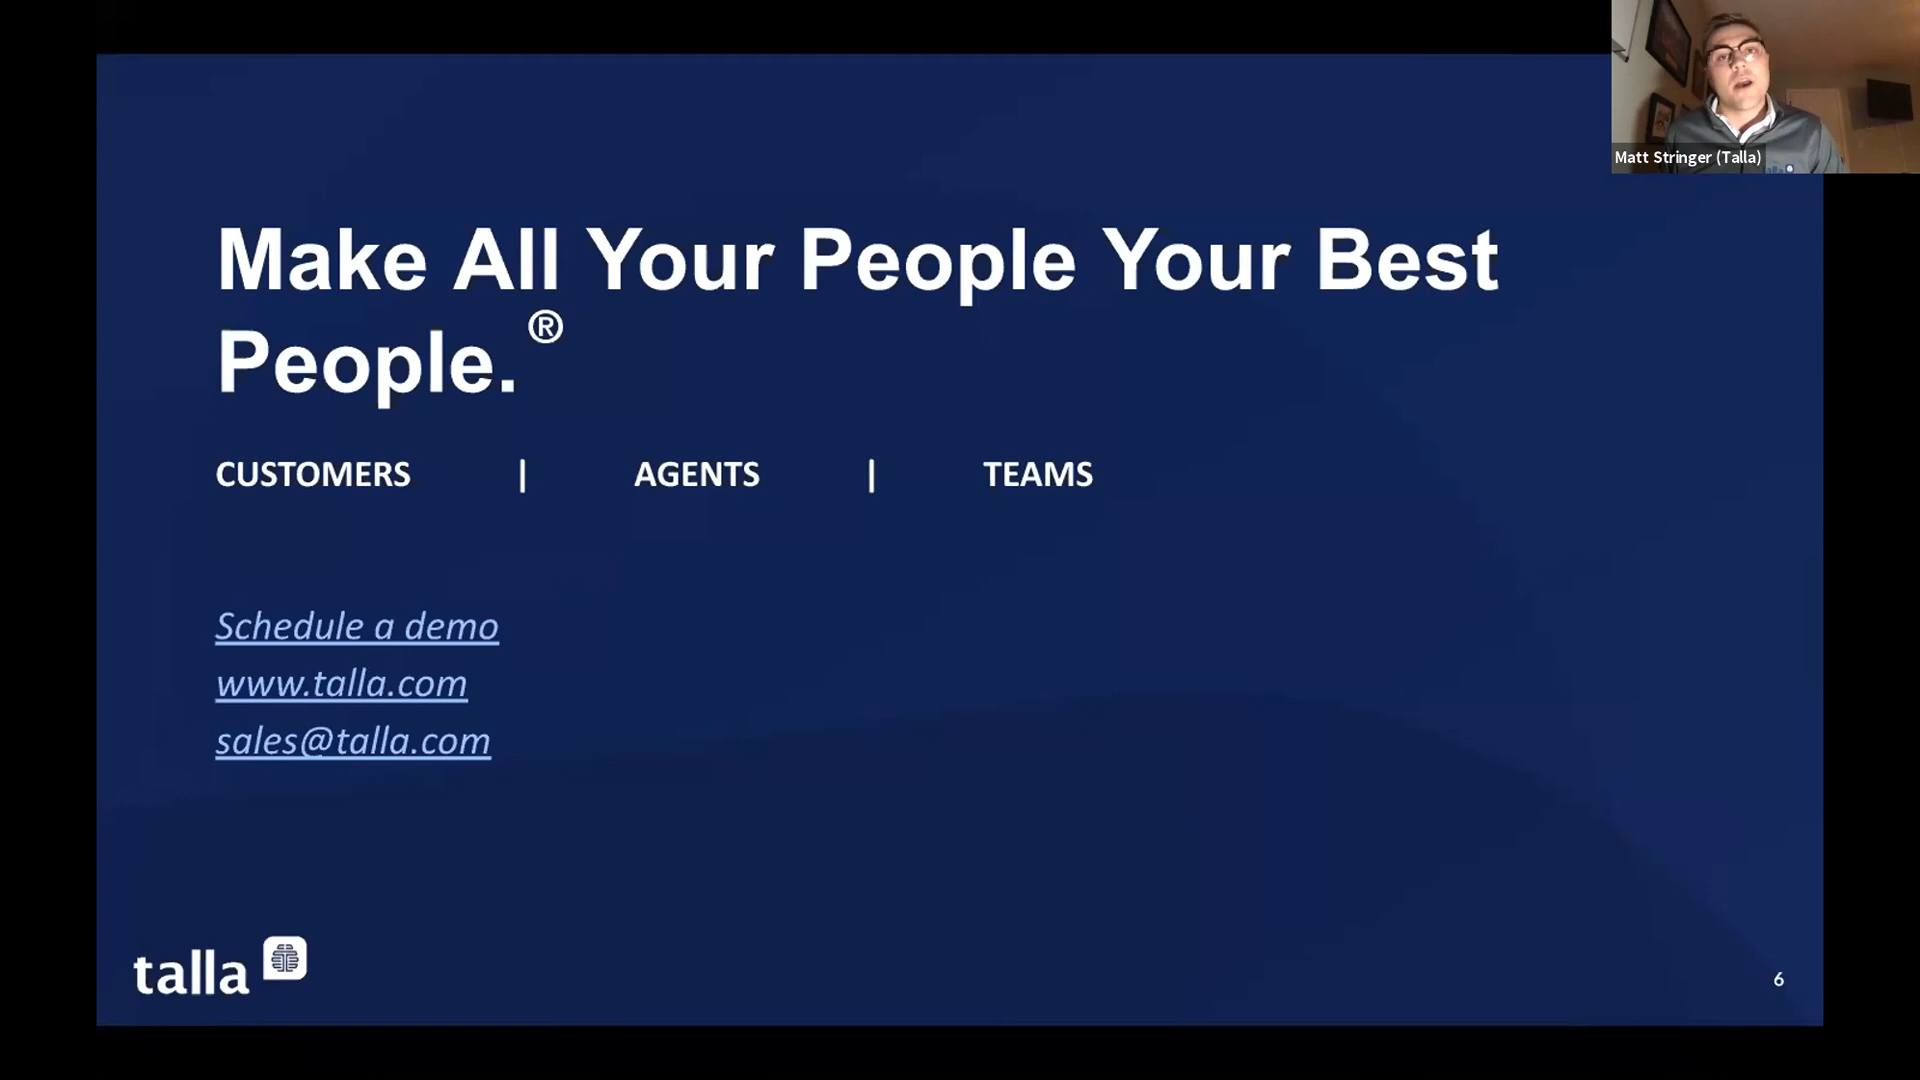 Make All Your People Your Best
People.®
CUSTOMERS | AGENTS | TEAMS
Schedule a demo
www.talla.com
sales@talla.com
talla
6
Matt Stringer (Talla)